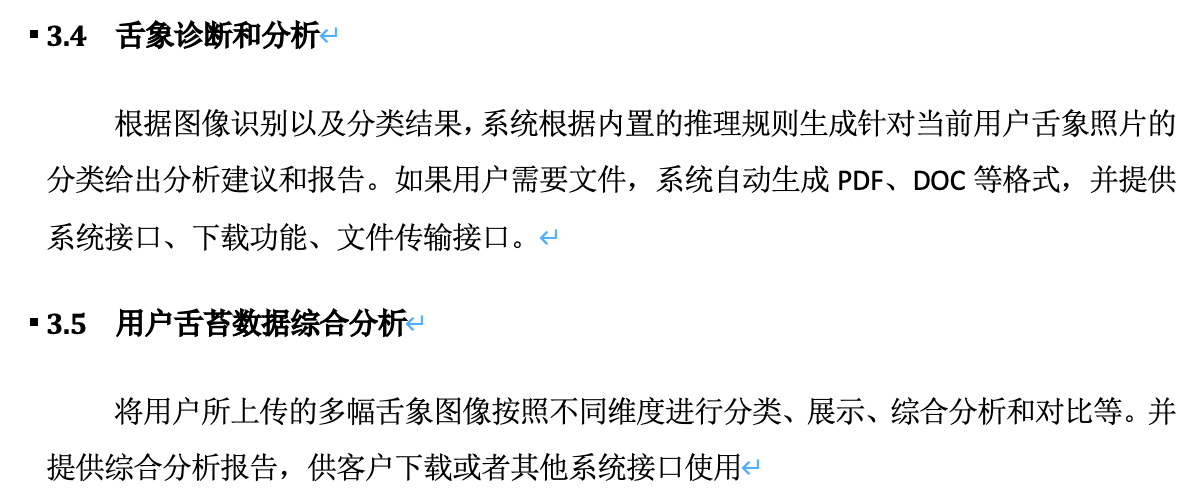 3.4 舌象诊断和分析
根据图像识别以及分类结果，系统根据内置的推理规则生成针对当前用户舌象照片的
分类给出分析建议和报告。如果用户需要文件，系统自动生成 PDF、DOC 等格式，并提供
系统接口、下载功能、文件传输接口。
3.5 用户舌苔数据综合分析
将用户所上传的多幅舌象图像按照不同维度进行分类、展示、综合分析和对比等。并
提供综合分析报告，供客户下载或者其他系统接口使用